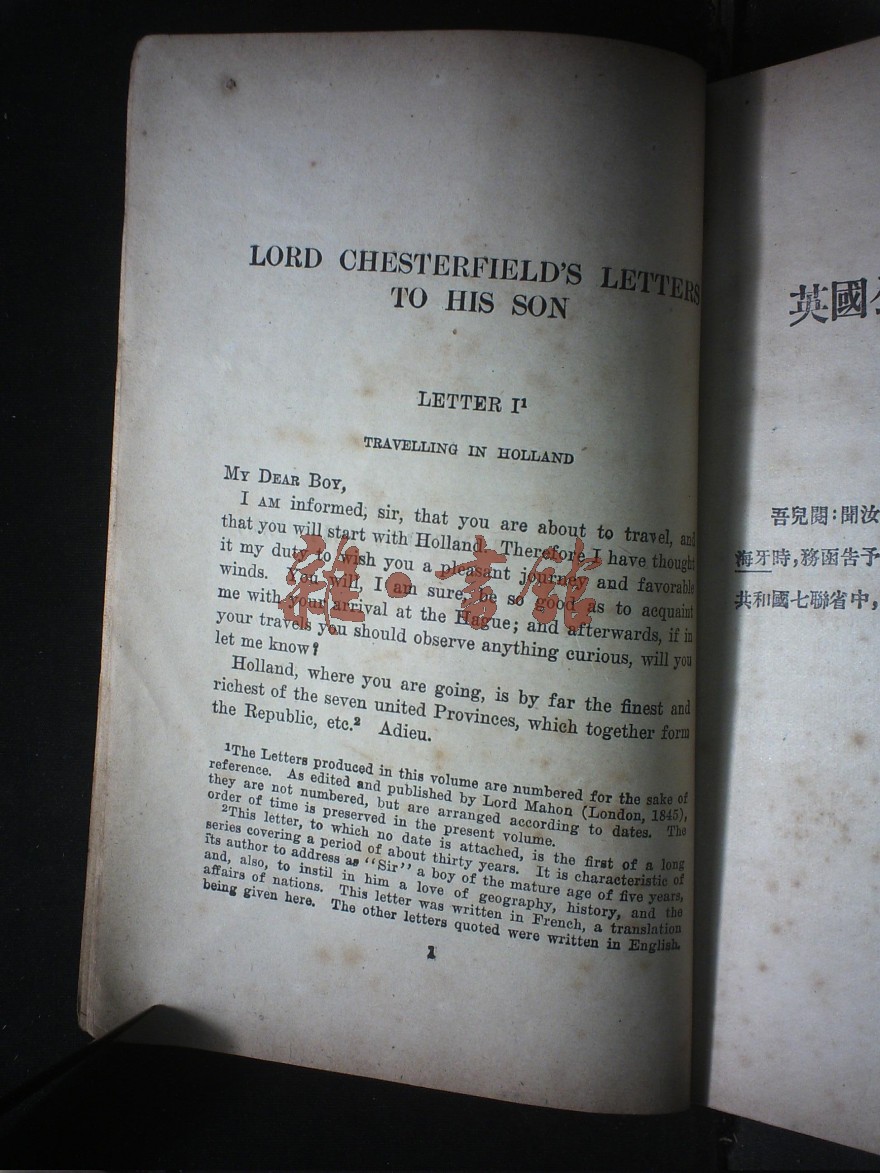 LORD CHESTERFIELD'S LETTERS
TO HIS SON
LETTER I¹
TRAVELLING IN HOLLAND
MY DEAR BOY,
I AM informed, sir, that you are about to travel, and
that you will start with Holland. Therefore I have thought
it my duty to wish you a pleasant journey and favorable
winds. You will, I am sure, be so good as to acquaint
me with your arrival at the Hague; and afterwards, if in
your travels you should observe anything curious, will you
let me know?
Holland, where you are going, is by far the finest and
richest of the seven united Provinces, which together form
the Republic, etc.² Adieu.
¹The Letters produced in this volume are numbered for the sake of
reference. As edited and published by Lord Mahon (London, 1845),
they are not numbered, but are arranged according to dates. The
order of time is preserved in the present volume.
²This letter, to which no date is attached, is the first of a long
series covering a period of about thirty years. It is characteristic of
its author to address as "Sir" a boy of the mature age of five years,
and, also, to instil in him a love of geography, history, and the
affairs of nations. This letter was written in French, a translation
being given here. The other letters quoted were written in English.
1
雜·書館
英國
吾兒閱:聞汝
海牙時,務函告予
共和國七聯省中,